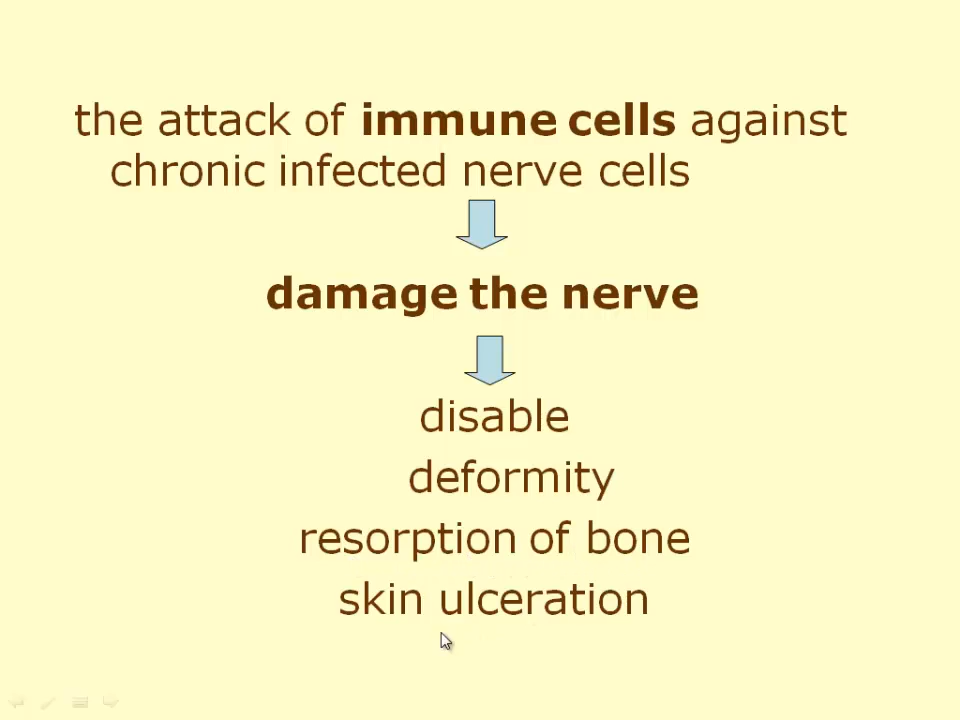 the attack of immune cells against
chronic infected nerve cells
damage the nerve
disable
deformity
resorption of bone
skin ulceration